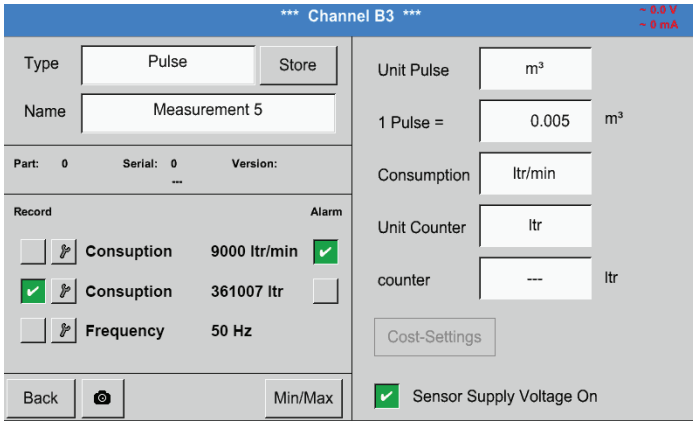 *** Channel B3 ***
~ 0.0 V
~ 0 mA
Type Pulse Store
Name Measurement 5
Part: 0 Serial: 0 Version:
---
Record Alarm
Consuption 9000 ltr/min
Consuption 361007 ltr
Frequency 50 Hz
Back Min/Max
Unit Pulse m³
1 Pulse = 0.005 m³
Consumption ltr/min
Unit Counter ltr
counter --- ltr
Cost-Settings
Sensor Supply Voltage On